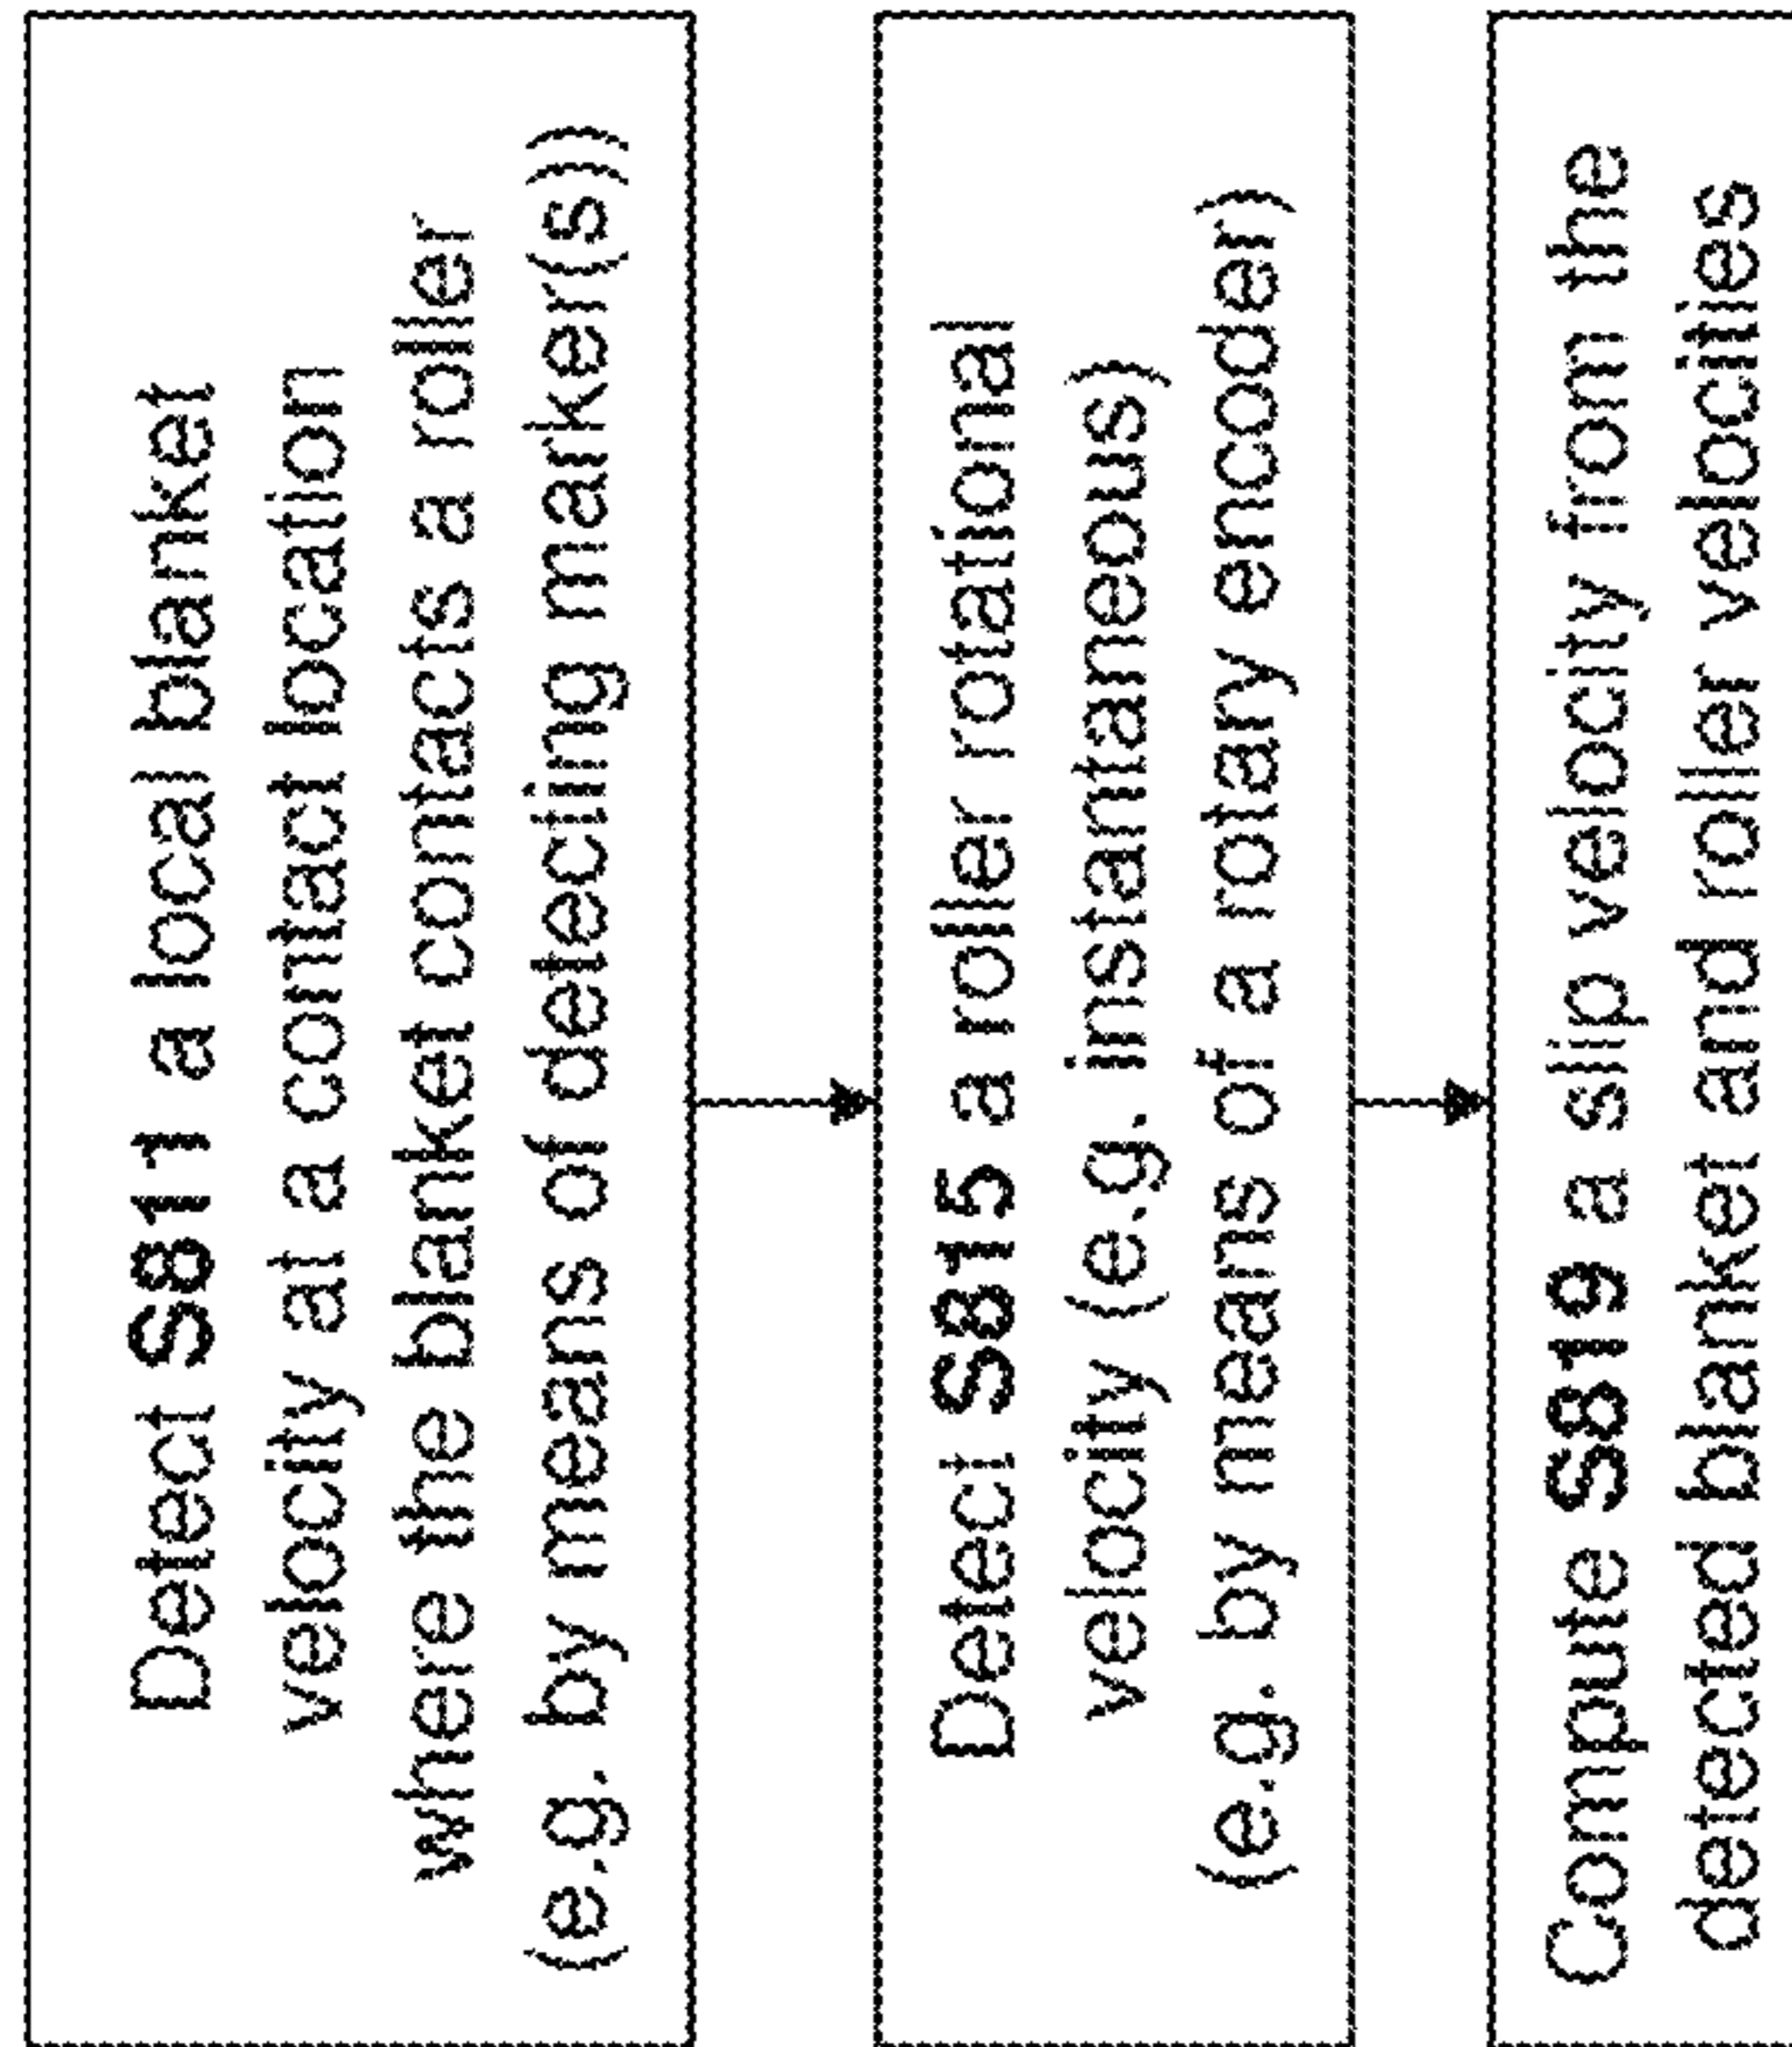 Detect S811 a local blanket
velocity at a contact location
where the blanket contacts a roller
(e.g. by means of detecting marker(s))
Detect S815 a roller rotational
velocity (e.g. instantaneous)
(e.g. by means of a rotary encoder)
Compute S819 a slip velocity from the
detected blanket and roller velocities